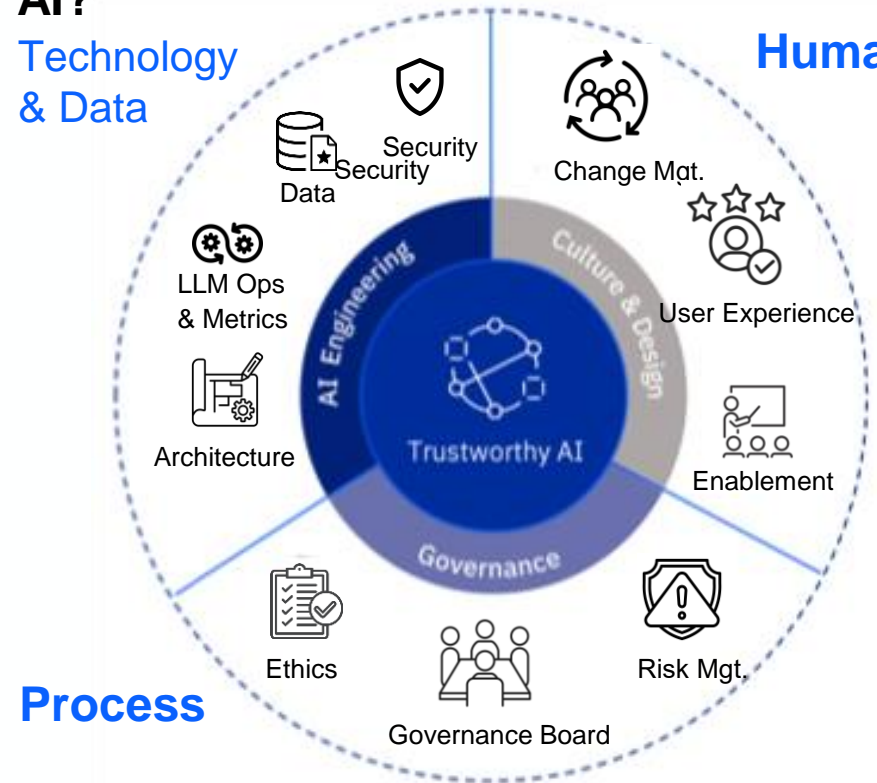 AI?
Technology
& Data
Huma
Security
Security
Data
Change Mgt.
LLM Ops
& Metrics
User Experience
AI Engineering
Culture & Design
Architecture
Trustworthy AI
Enablement
Governance
Ethics
Risk Mgt.
Process
Governance Board